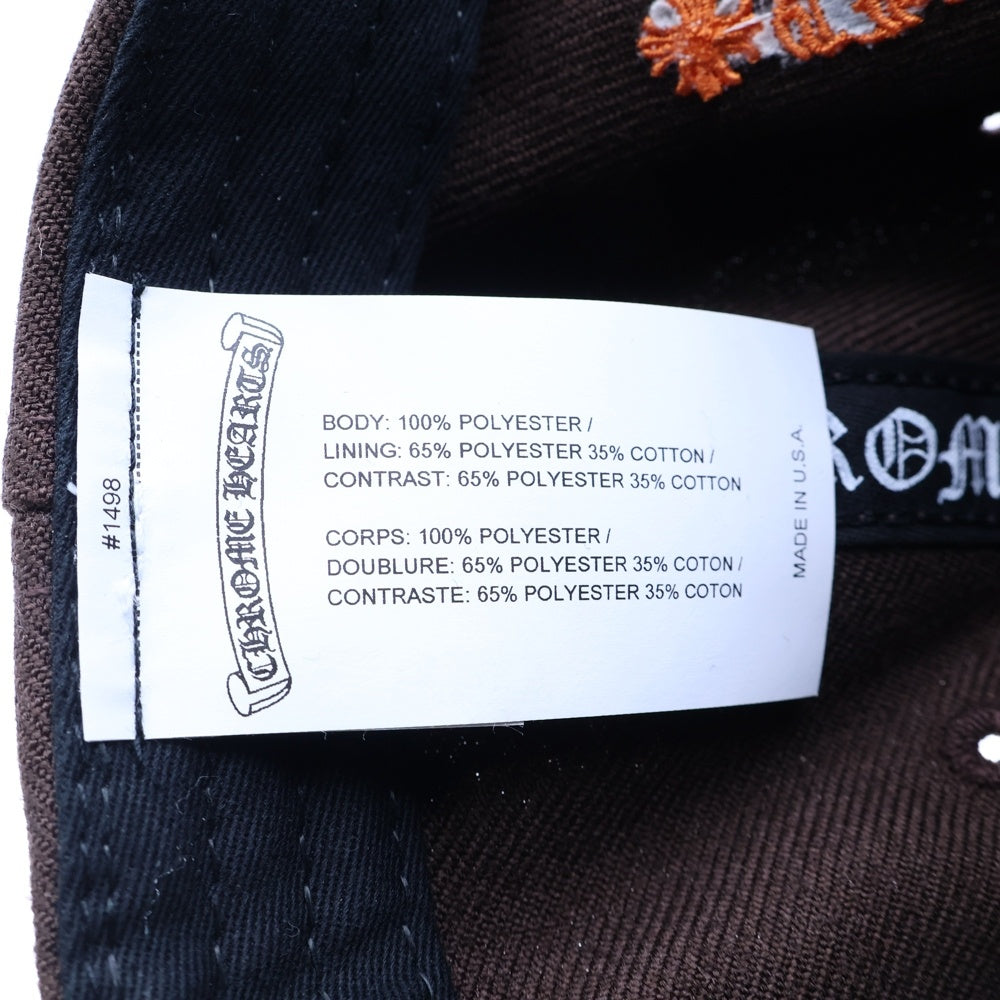 #1498
CHROME HEARTS
BODY: 100% POLYESTER /
LINING: 65% POLYESTER 35% COTTON /
CONTRAST: 65% POLYESTER 35% COTTON
CORPS: 100% POLYESTER /
DOUBLURE: 65% POLYESTER 35% COTON /
CONTRASTE: 65% POLYESTER 35% COTON
MADE IN U.S.A.
ROM